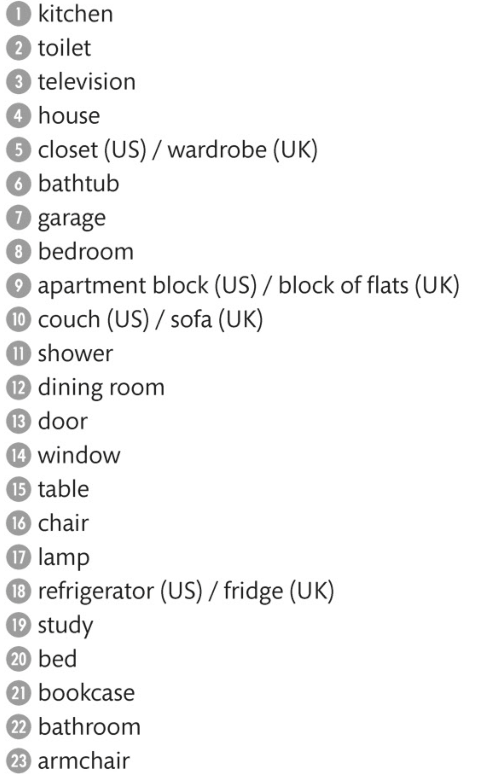 1 kitchen
2 toilet
3 television
4 house
5 closet (US) / wardrobe (UK)
6 bathtub
7 garage
8 bedroom
9 apartment block (US) / block of flats (UK)
10 couch (US) / sofa (UK)
11 shower
12 dining room
13 door
14 window
15 table
16 chair
17 lamp
18 refrigerator (US) / fridge (UK)
19 study
20 bed
21 bookcase
22 bathroom
23 armchair